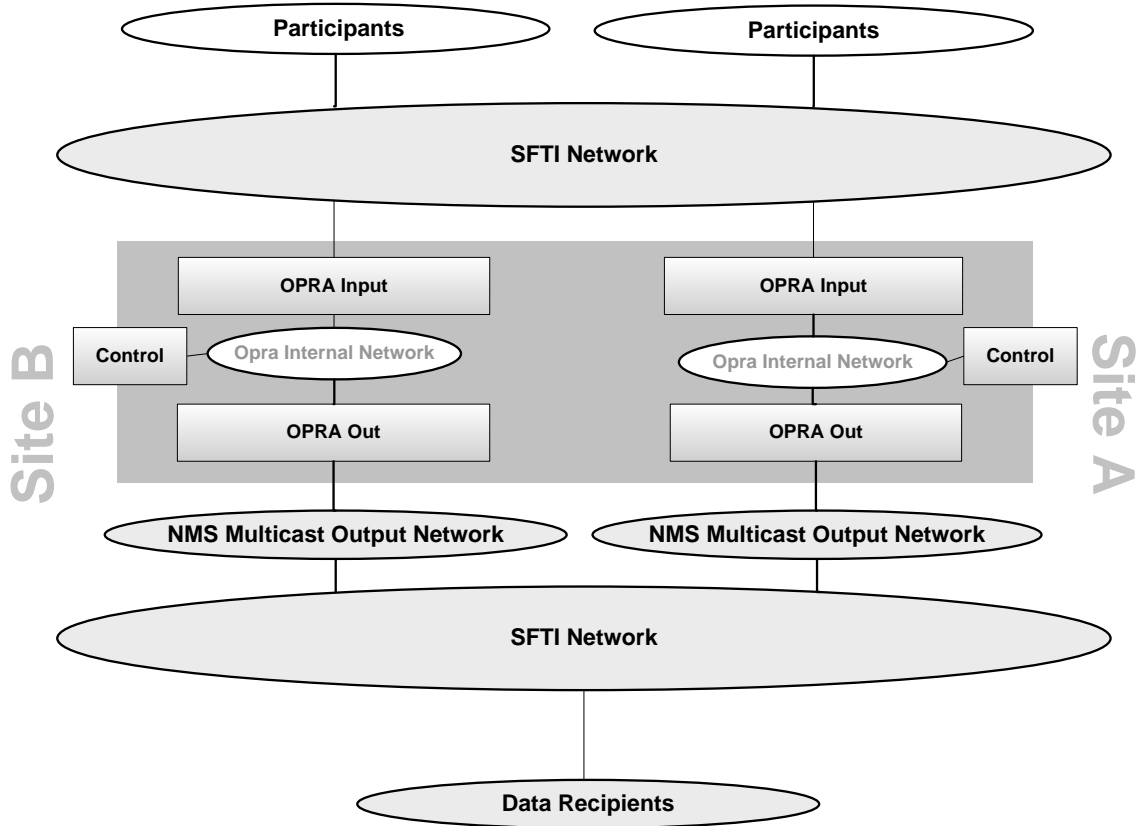 Participants
Participants
SFTI Network
OPRA Input
OPRA Input
Site B
Control
Opra Internal Network
Opra Internal Network
Control
Site A
OPRA Out
OPRA Out
NMS Multicast Output Network
NMS Multicast Output Network
SFTI Network
Data Recipients